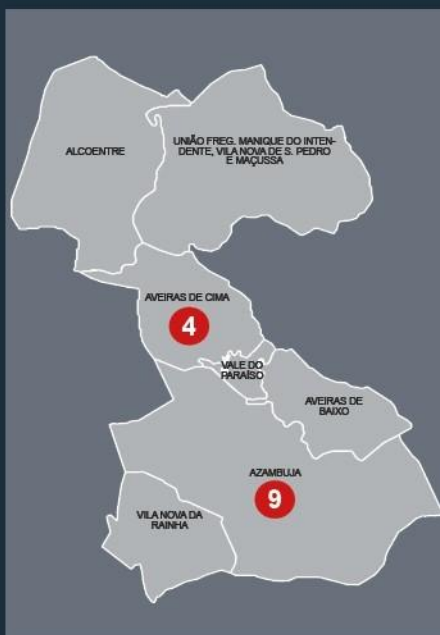 ALCOENTRE
UNIÃO FREG. MANIQUE DO INTEN-
DENTE, VILA NOVA DE S. PEDRO
E MAÇUSSA
AVEIRAS DE CIMA
4
VALE DO
PARAÍSO
AVEIRAS DE
BAIXO
AZAMBUJA
9
VILA NOVA DA
RAINHA